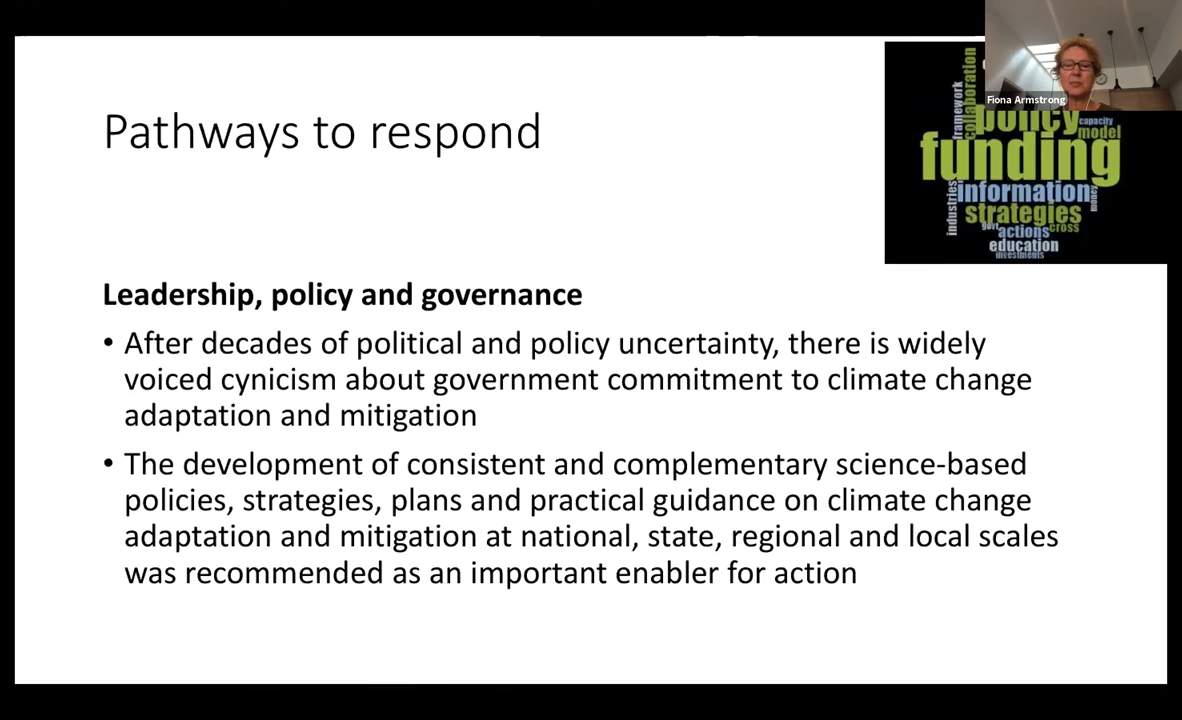 Pathways to respond
Fiona Armstrong
framework
collaboration
policy
capacity
model
funding
industries
information
money
strategies
govt
actions
cross
education
investments
Leadership, policy and governance
• After decades of political and policy uncertainty, there is widely
voiced cynicism about government commitment to climate change
adaptation and mitigation
• The development of consistent and complementary science-based
policies, strategies, plans and practical guidance on climate change
adaptation and mitigation at national, state, regional and local scales
was recommended as an important enabler for action